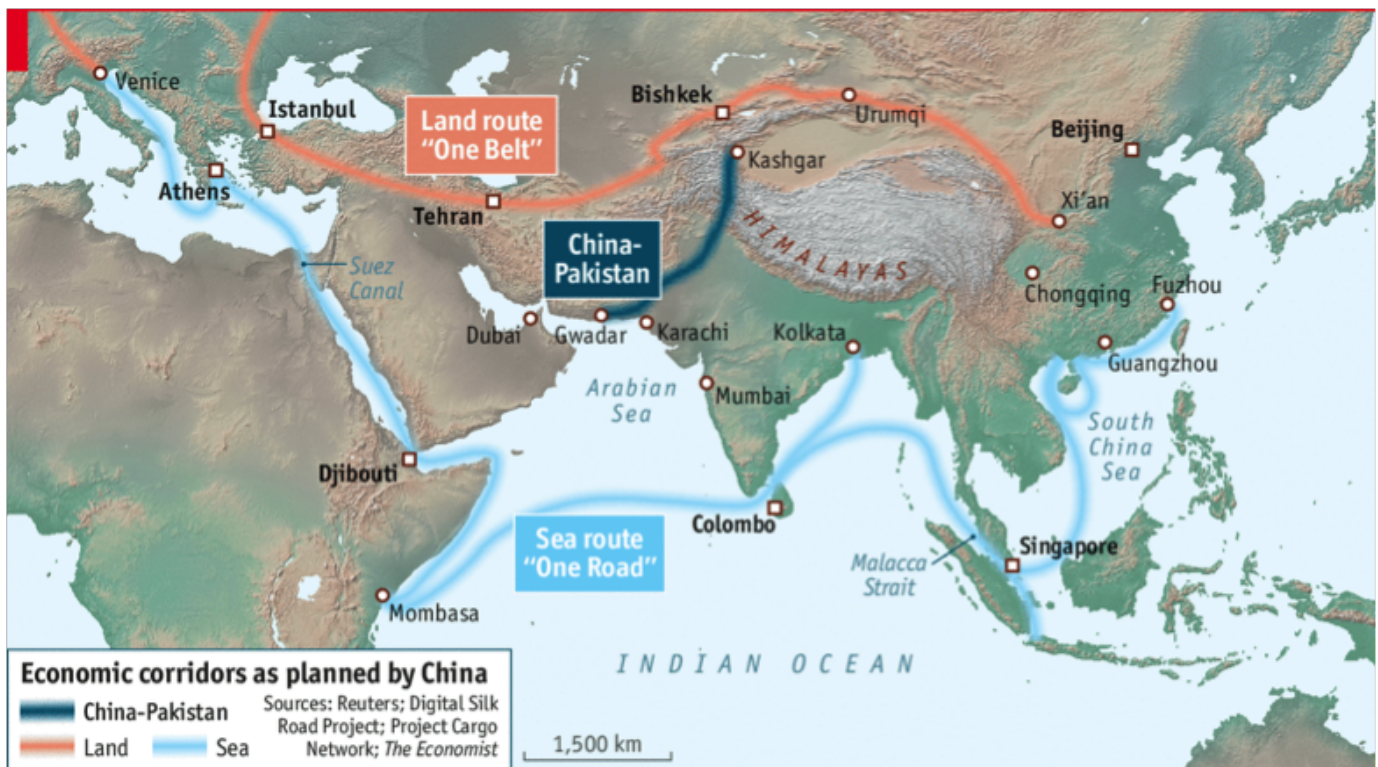 Venice
Istanbul
Land route
"One Belt"
Bishkek
Urumqi
Beijing
Kashgar
Athens
Tehran
Xi'an
China-
Pakistan
HIMALAYAS
Suez
Canal
Chongqing
Fuzhou
Dubai
Gwadar
Karachi
Kolkata
Guangzhou
Arabian
Sea
Mumbai
South
China
Sea
Djibouti
Colombo
Sea route
"One Road"
Malacca
Strait
Singapore
Mombasa
INDIAN OCEAN
Economic corridors as planned by China
China-Pakistan
Land
Sea
Sources: Reuters; Digital Silk
Road Project; Project Cargo
Network; The Economist
1,500 km